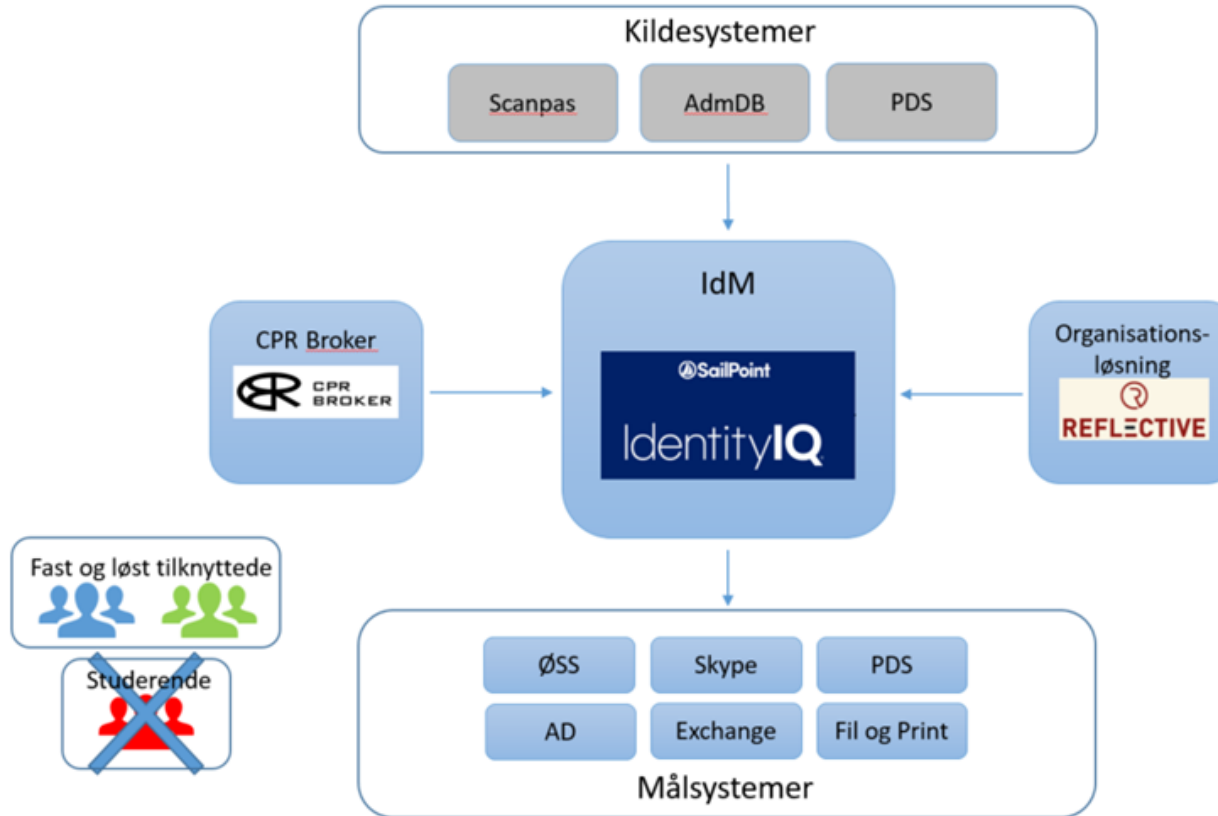 Kildesystemer
Scanpas
AdmDB
PDS
IdM
SailPoint
IdentityIQ
CPR Broker
CPR
BROKER
Organisations-
løsning
REFLECTIVE
Fast og løst tilknyttede
Studerende
ØSS
Skype
PDS
AD
Exchange
Fil og Print
Målsystemer